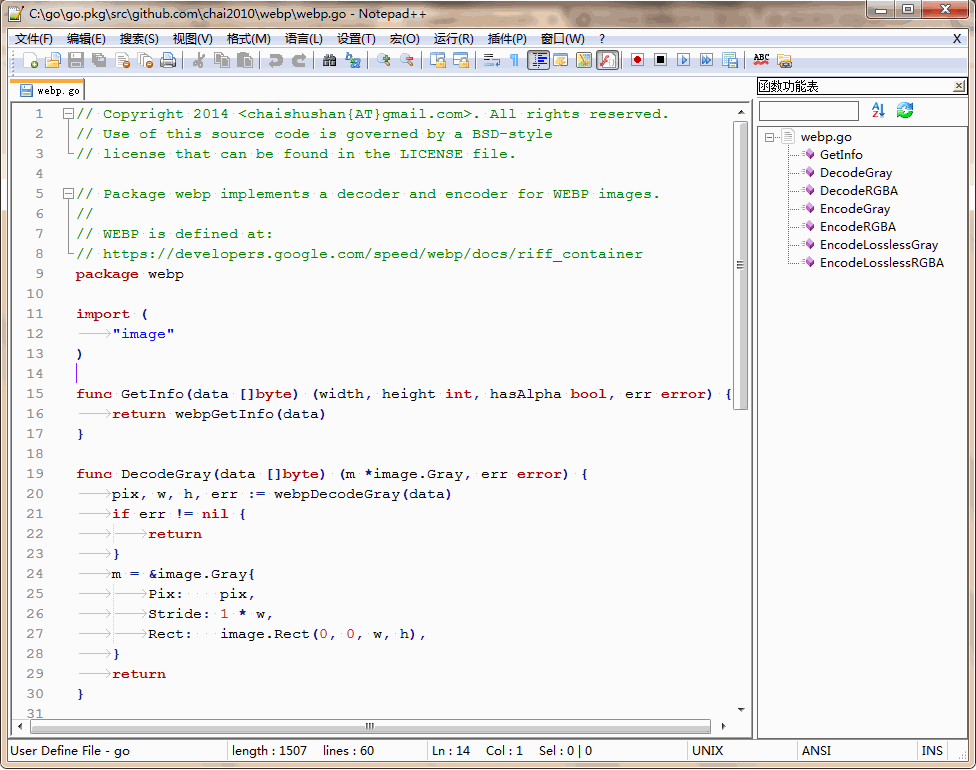 C:\go\go.pkg\src\github.com\chai2010\webp\webp.go - Notepad++
文件(F) 编辑(E) 搜索(S) 视图(V) 格式(M) 语言(L) 设置(T) 宏(O) 运行(R) 插件(P) 窗口(W) ? X
ABC
webp.go
1 // Copyright 2014 <chaishushan{AT}gmail.com>. All rights reserved.
2 // Use of this source code is governed by a BSD-style
3 // license that can be found in the LICENSE file.
4
5 // Package webp implements a decoder and encoder for WEBP images.
6 //
7 // WEBP is defined at:
8 // https://developers.google.com/speed/webp/docs/riff_container
9 package webp
10
11 import (
12 "image"
13 )
14
15 func GetInfo(data []byte) (width, height int, hasAlpha bool, err error) {
16 return webpGetInfo(data)
17 }
18
19 func DecodeGray(data []byte) (m *image.Gray, err error) {
20 pix, w, h, err := webpDecodeGray(data)
21 if err != nil {
22 return
23 }
24 m = &image.Gray{
25 Pix: pix,
26 Stride: 1 * w,
27 Rect: image.Rect(0, 0, w, h),
28 }
29 return
30 }
31
函数功能表
AZ
webp.go
GetInfo
DecodeGray
DecodeRGBA
EncodeGray
EncodeRGBA
EncodeLosslessGray
EncodeLosslessRGBA
User Define File - go length : 1507 lines : 60 Ln : 14 Col : 1 Sel : 0 | 0 UNIX ANSI INS